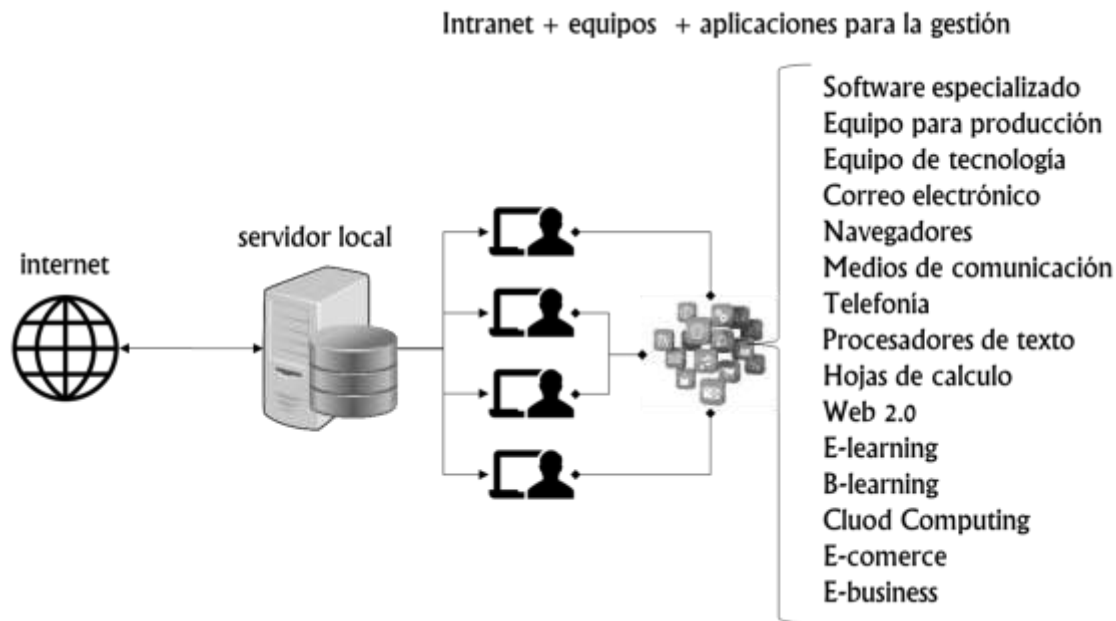 Intranet + equipos + aplicaciones para la gestión
Software especializado
Equipo para producción
Equipo de tecnología
Correo electrónico
Navegadores
Medios de comunicación
Telefonía
Procesadores de texto
Hojas de calculo
Web 2.0
E-learning
B-learning
Cluod Computing
E-comerce
E-business
servidor local
internet